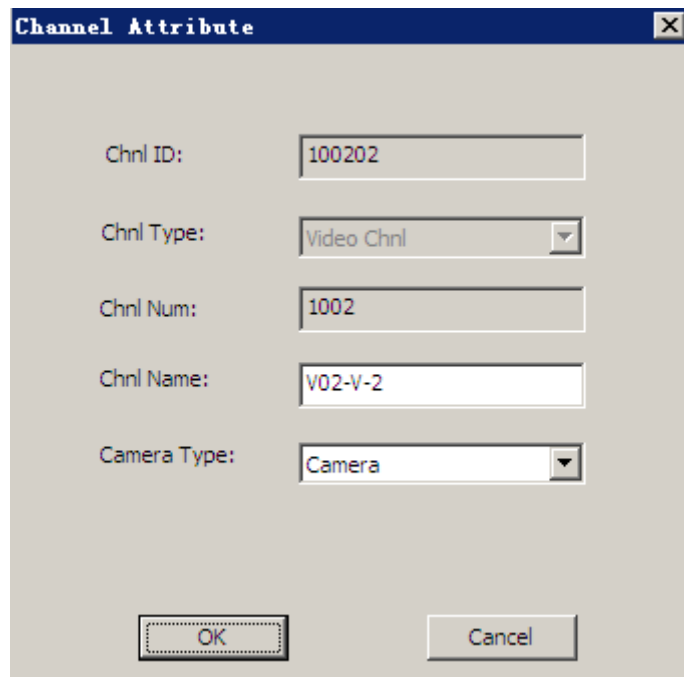 Channel Attribute
Chnl ID: 100202
Chnl Type: Video Chnl
Chnl Num: 1002
Chnl Name: V02-V-2
Camera Type: Camera
OK Cancel